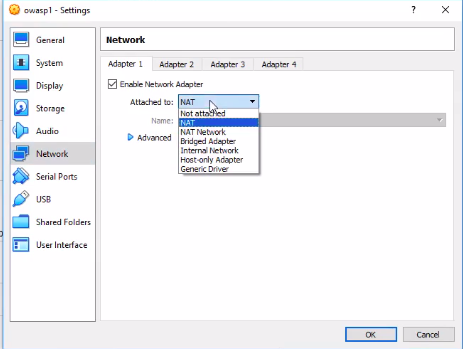 owasp1 - Settings
?
General
System
Display
Storage
Audio
Network
Serial Ports
USB
Shared Folders
User Interface
Network
Adapter 1 Adapter 2 Adapter 3 Adapter 4
Enable Network Adapter
Attached to: NAT
Name:
Advanced
Not attached
NAT
NAT Network
Bridged Adapter
Internal Network
Host-only Adapter
Generic Driver
OK Cancel